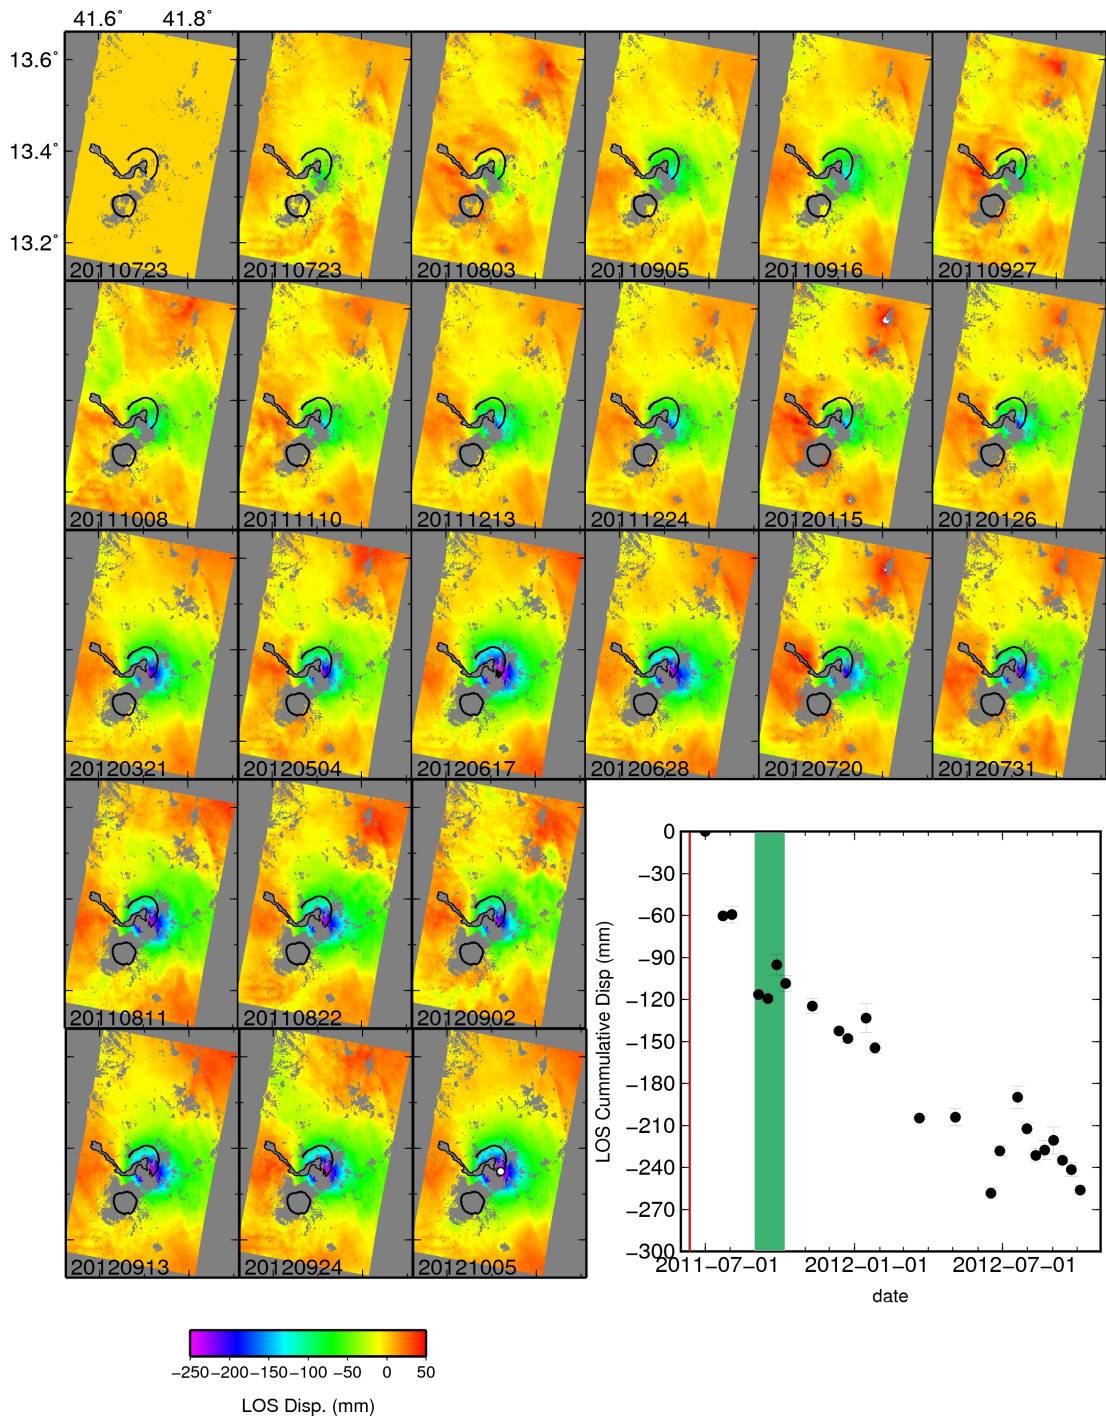 41.6° 41.8°
13.6°
13.4°
13.2°
20110723 20110723 20110803 20110905 20110916 20110927
20111008 20111110 20111213 20111224 20120115 20120126
20120321 20120504 20120617 20120628 20120720 20120731
20110811 20110822 20120902
20120913 20120924 20121005
LOS Cummulative Disp (mm)
0
−30
−60
−90
−120
−150
−180
−210
−240
−270
−300
2011−07−01 2012−01−01 2012−07−01
date
−250 −200 −150 −100 −50 0 50
LOS Disp. (mm)